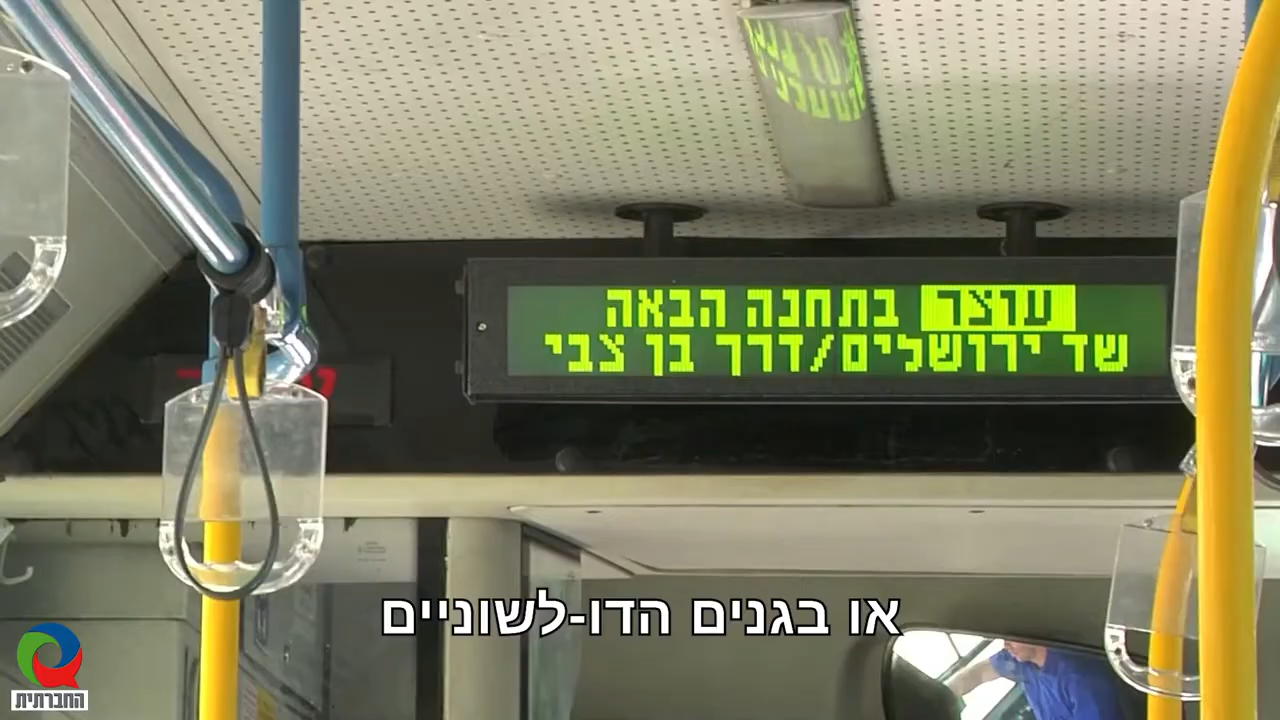 עוצר בתחנה הבאה
שד ירושלים/דרך בן צבי
או בגנים הדו-לשוניים
החברתית